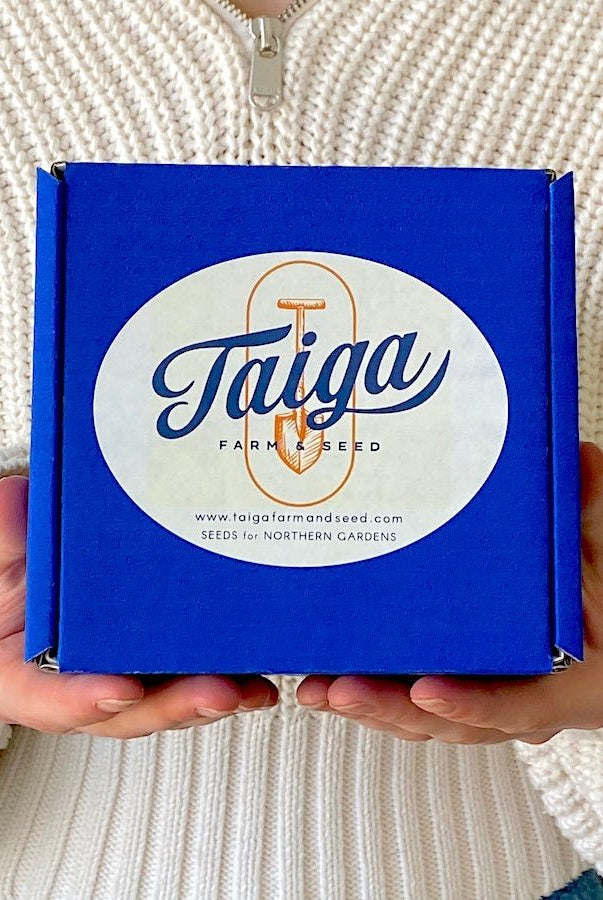 Taiga
FARM & SEED
www.taigafarmandseed.com
SEEDS for NORTHERN GARDENS